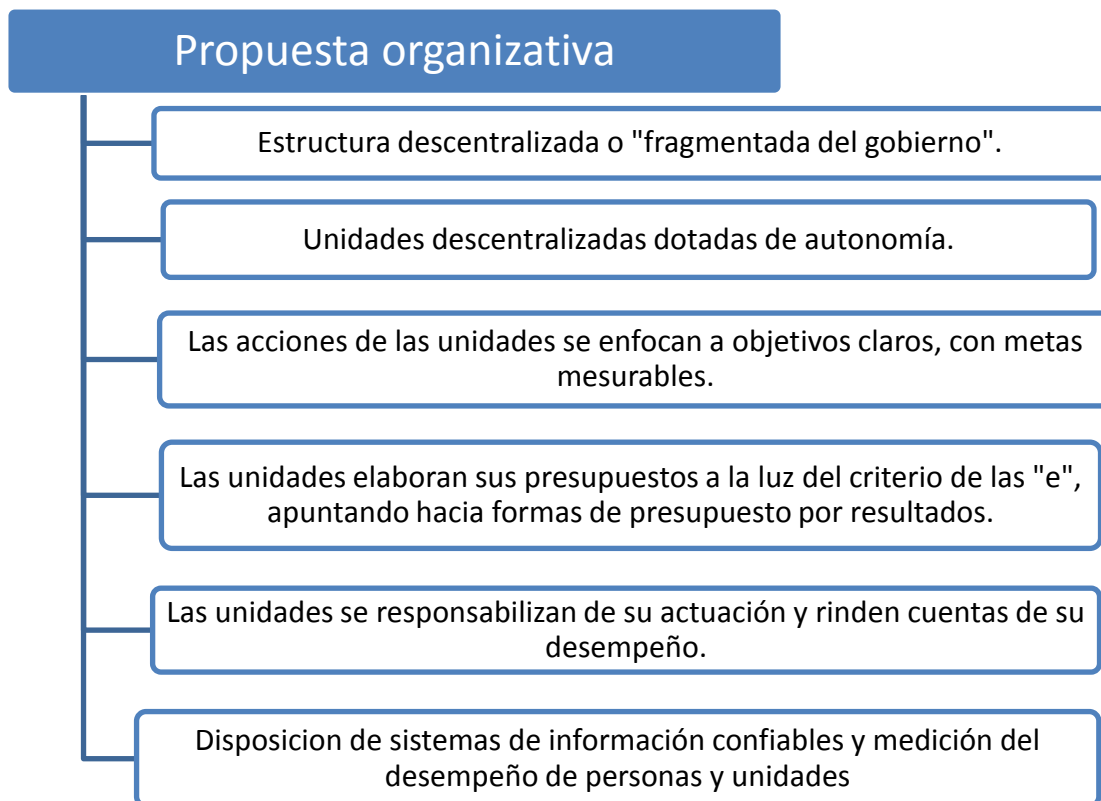 Propuesta organizativa
Estructura descentralizada o "fragmentada del gobierno".
Unidades descentralizadas dotadas de autonomía.
Las acciones de las unidades se enfocan a objetivos claros, con metas
mesurables.
Las unidades elaboran sus presupuestos a la luz del criterio de las "e",
apuntando hacia formas de presupuesto por resultados.
Las unidades se responsabilizan de su actuación y rinden cuentas de su
desempeño.
Disposicion de sistemas de información confiables y medición del
desempeño de personas y unidades